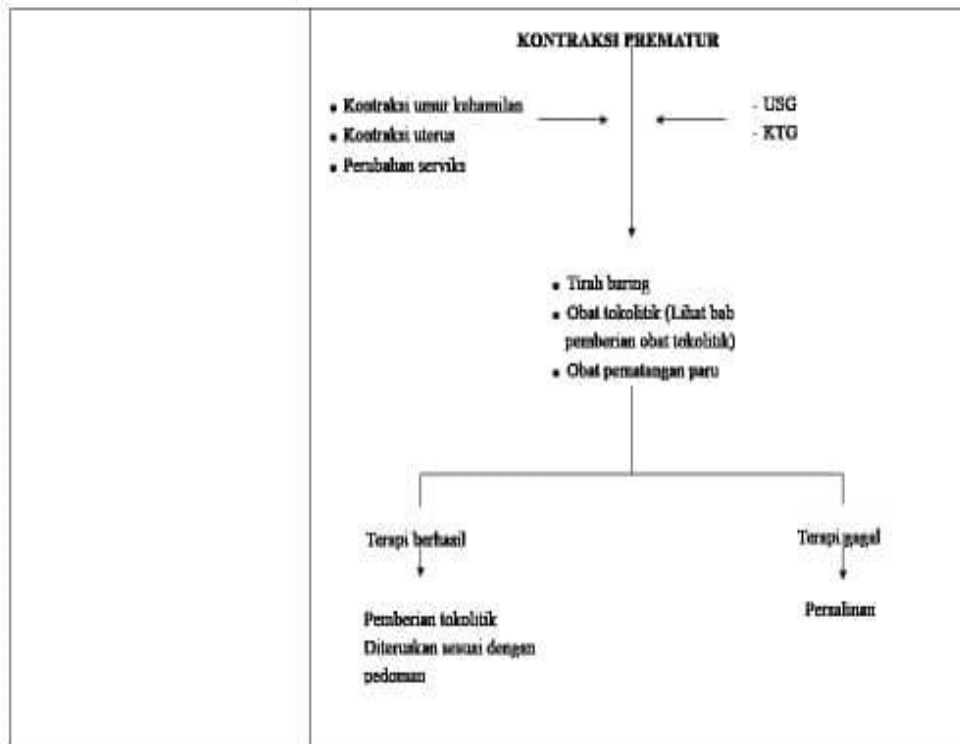 KONTRAKSI PREMATUR
• Kontraksi umur kehamilan
• Kontraksi uterus
• Perubahan serviks
- USG
- KTG
• Tirah baring
• Obat tokolitik (Lihat bab
pemberian obat tokolitik)
• Obat pematangan paru
Terapi berhasil
Terapi gagal
Pemberian tokolitik
Diteruskan sesuai dengan
pedoman
Persalinan